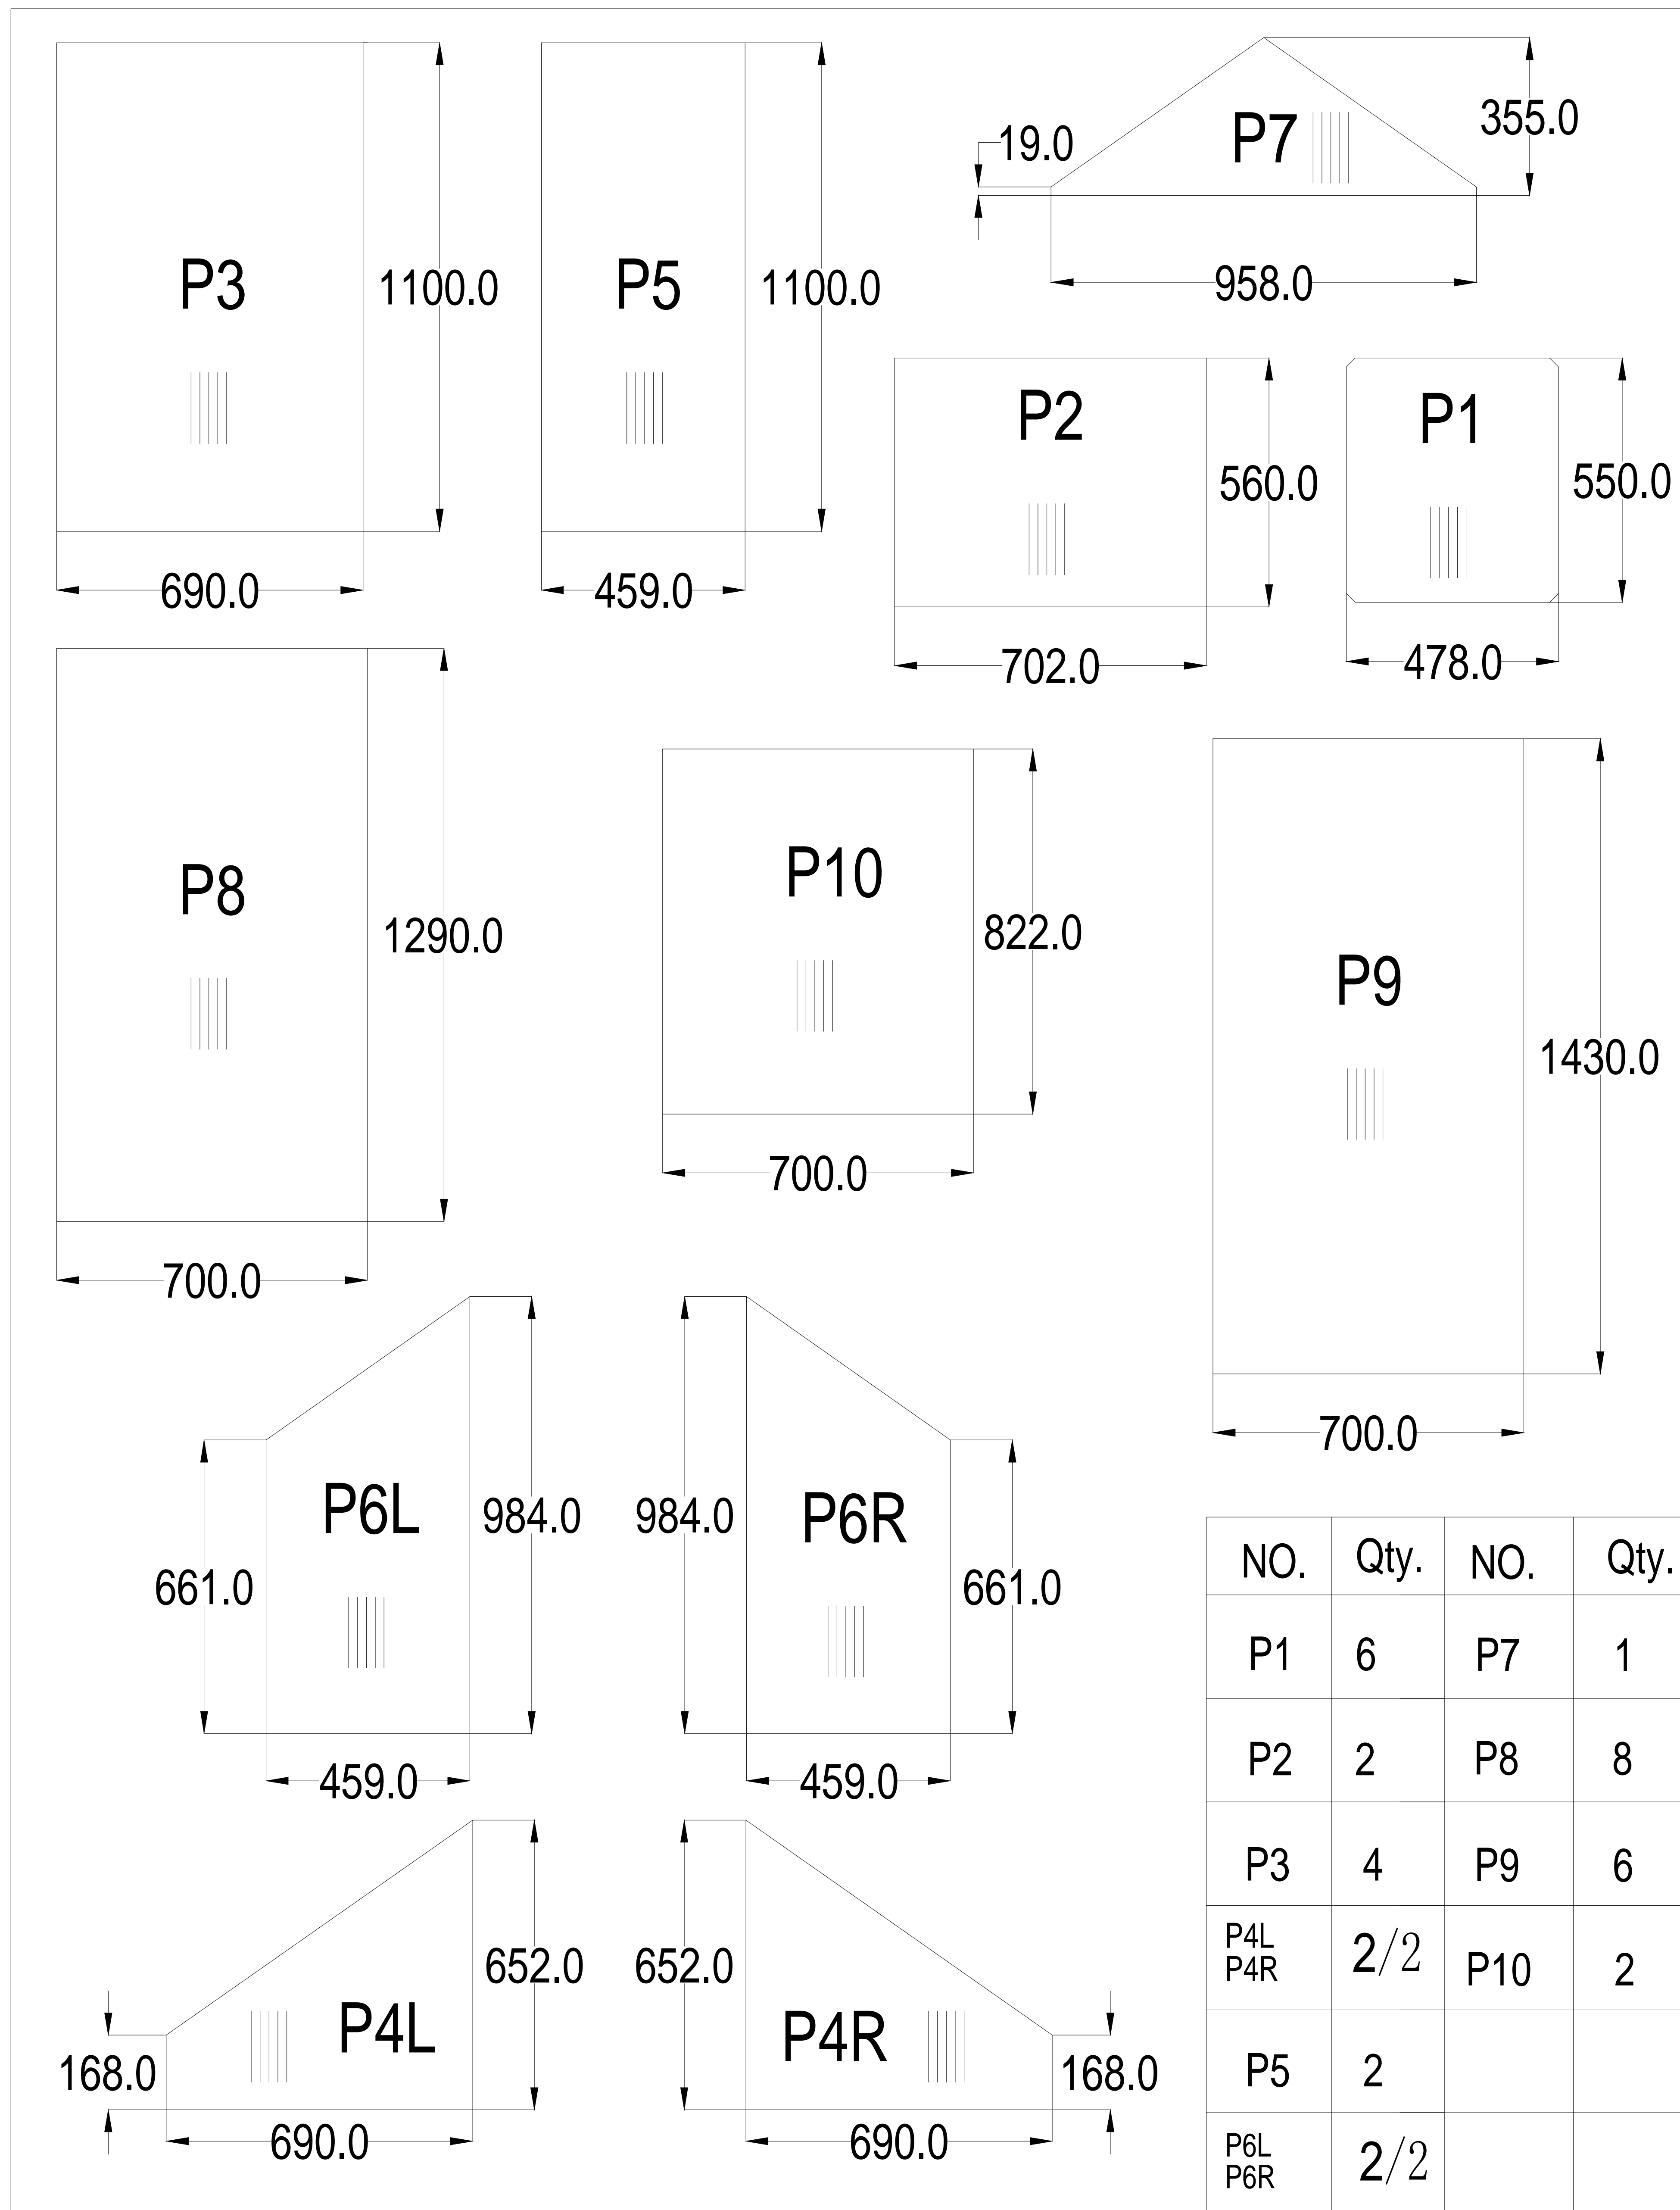 19.0
P7
355.0
958.0
P3
1100.0
690.0
P5
1100.0
459.0
P2
560.0
702.0
P1
550.0
478.0
P8
1290.0
700.0
P10
822.0
700.0
P9
1430.0
700.0
P6L
984.0
661.0
459.0
984.0
P6R
661.0
459.0
652.0
P4L
168.0
690.0
652.0
P4R
168.0
690.0
NO. Qty. NO. Qty.
P1 6 P7 1
P2 2 P8 8
P3 4 P9 6
P4L
P4R 2/2 P10 2
P5 2
P6L
P6R 2/2